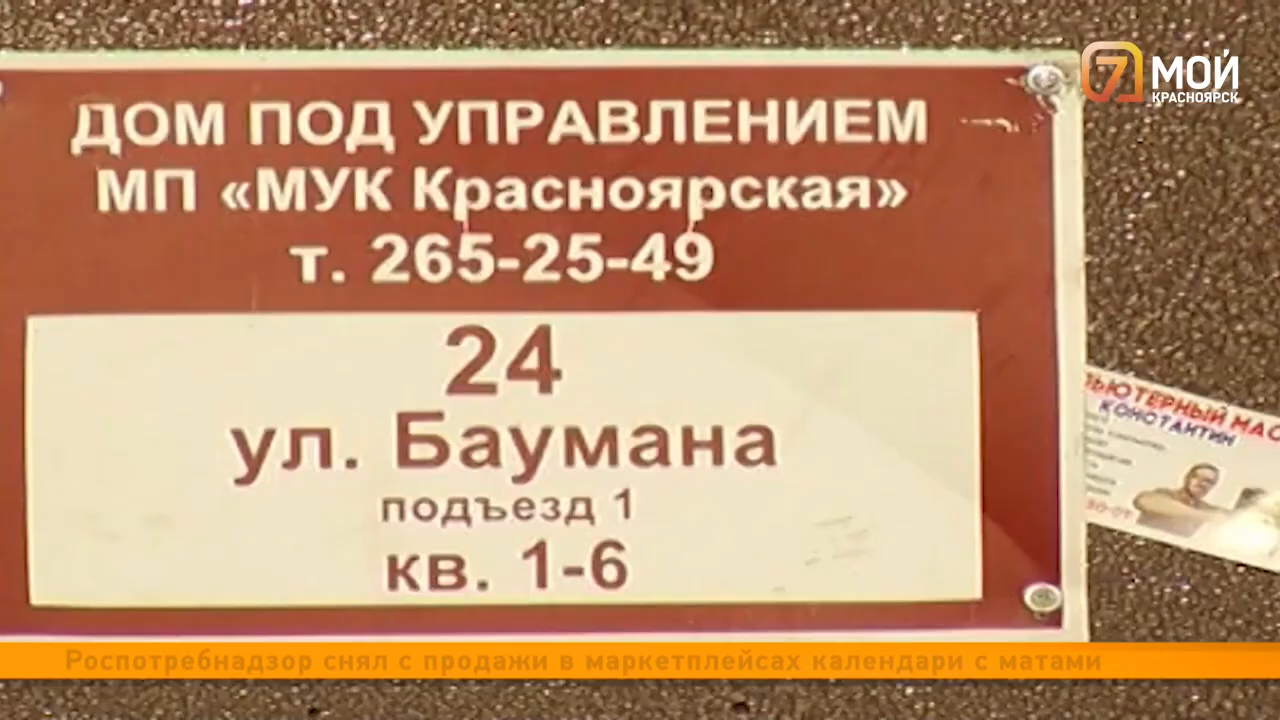 7 МОЙ
КРАСНОЯРСК
ДОМ ПОД УПРАВЛЕНИЕМ
МП «МУК Красноярская»
т. 265-25-49
24
ул. Баумана
подъезд 1
кв. 1-6
КОНСТАНТИН
Роспотребнадзор снял с продажи в маркетплейсах календари с матами